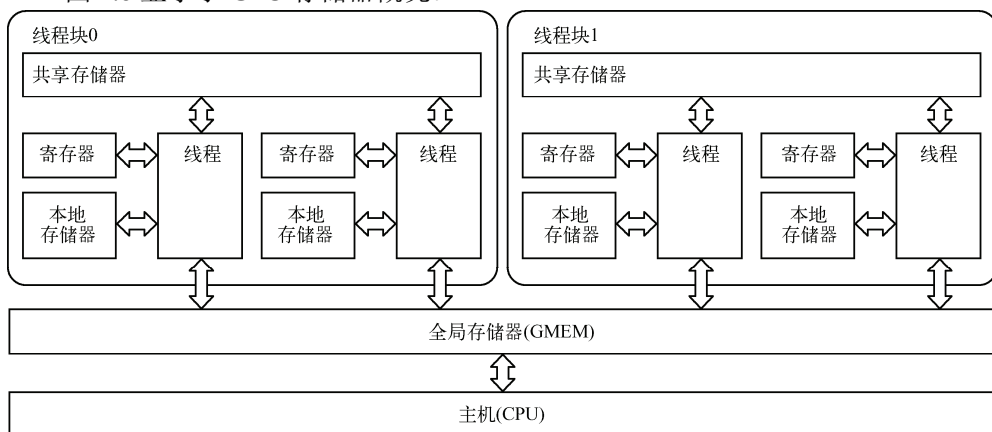 线程块0
共享存储器
寄存器
线程
本地
存储器
寄存器
线程
本地
存储器
线程块1
共享存储器
寄存器
线程
本地
存储器
寄存器
线程
本地
存储器
全局存储器(GMEM)
主机(CPU)